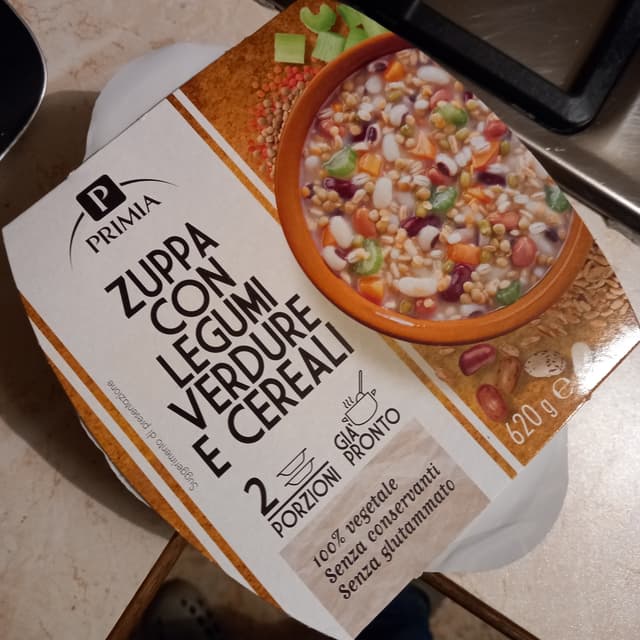 P
PRIMIA
ZUPPA
CON
LEGUMI
VERDURE
E CEREALI
Suggerimento di presentazione
2
PORZIONI
GIÀ
PRONTO
100% vegetale
Senza conservanti
Senza glutammato
620 g e